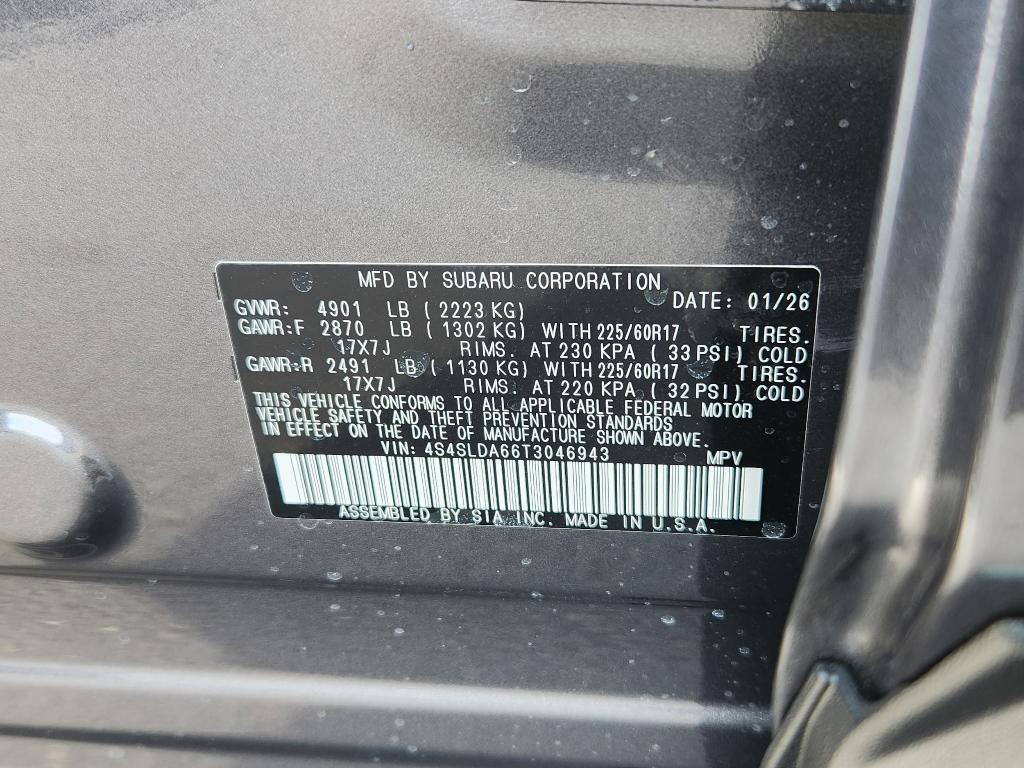 MFD BY SUBARU CORPORATION
DATE: 01/26
GVWR: 4901 LB ( 2223 KG)
GAWR:F 2870 LB ( 1302 KG) WITH 225/60R17 TIRES.
17X7J RIMS. AT 230 KPA ( 33 PSI) COLD
GAWR:R 2491 LB ( 1130 KG) WITH 225/60R17 TIRES.
17X7J RIMS. AT 220 KPA ( 32 PSI) COLD
THIS VEHICLE CONFORMS TO ALL APPLICABLE FEDERAL MOTOR
VEHICLE SAFETY AND THEFT PREVENTION STANDARDS
IN EFFECT ON THE DATE OF MANUFACTURE SHOWN ABOVE.
VIN: 4S4SLDA66T3046943 MPV
ASSEMBLED BY SIA INC. MADE IN U.S.A.